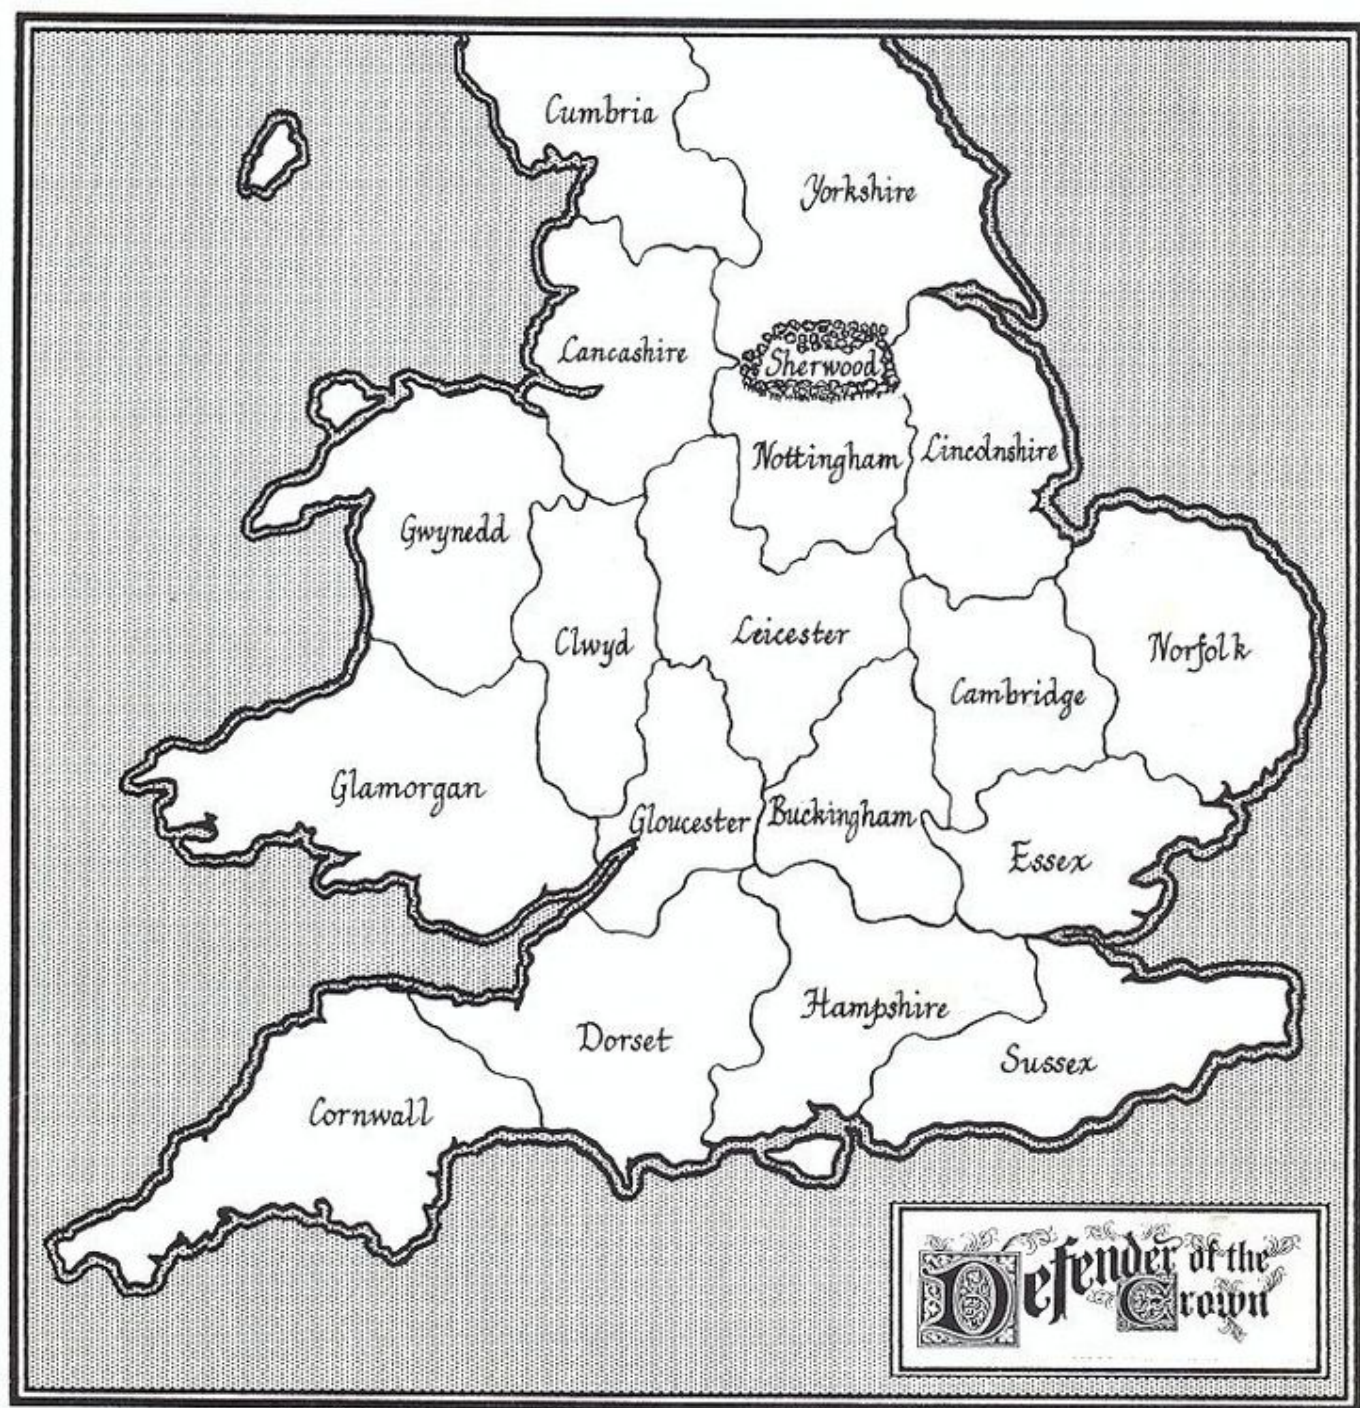 Cumbria
Yorkshire
Lancashire
Sherwood
Nottingham
Lincolnshire
Gwynedd
Clwyd
Leicester
Norfolk
Cambridge
Glamorgan
Gloucester
Buckingham
Essex
Hampshire
Dorset
Sussex
Cornwall
Defender of the
Crown